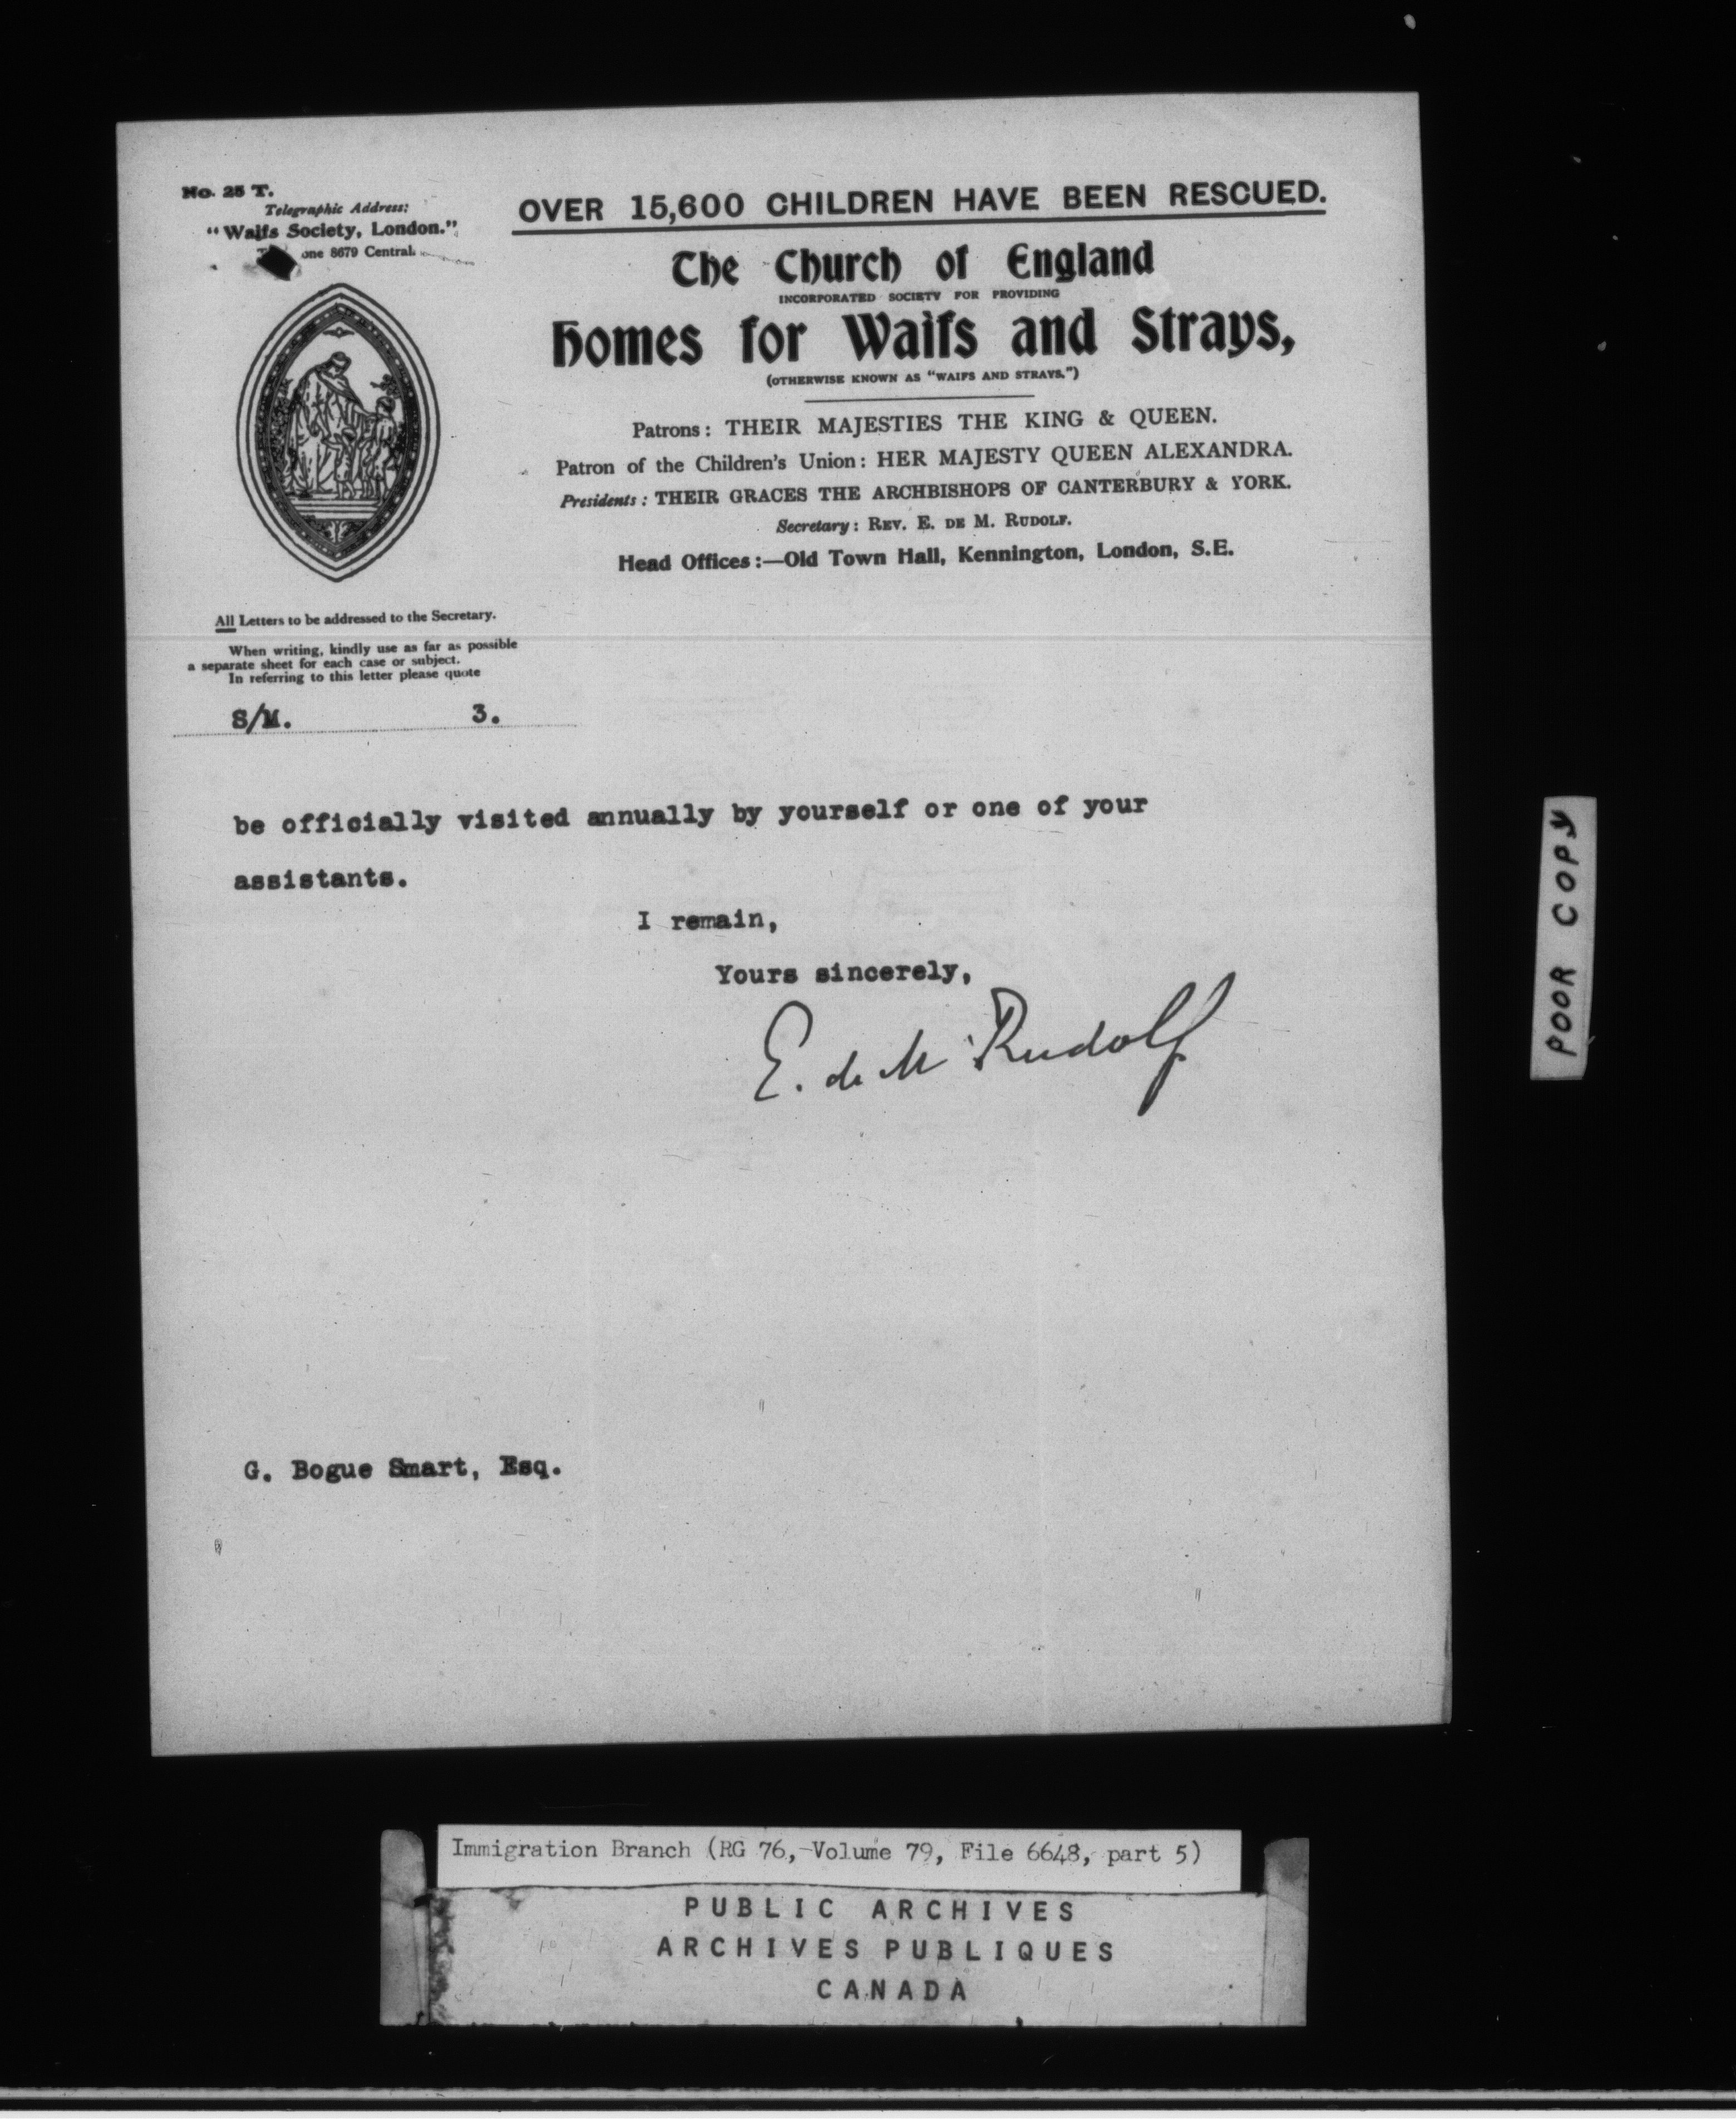 No. 25 T.
Telegraphic Address:
"Waifs Society, London."
one 8679 Central.
OVER 15,600 CHILDREN HAVE BEEN RESCUED.
The Church of England
INCORPORATED SOCIETY FOR PROVIDING
Homes for Waifs and Strays,
(OTHERWISE KNOWN AS "WAIFS AND STRAYS.")
Patrons: THEIR MAJESTIES THE KING & QUEEN.
Patron of the Children's Union: HER MAJESTY QUEEN ALEXANDRA.
Presidents: THEIR GRACES THE ARCHBISHOPS OF CANTERBURY & YORK.
Secretary: REV. E. DE M. RUDOLF.
Head Offices:—Old Town Hall, Kennington, London, S.E.
All Letters to be addressed to the Secretary.
When writing, kindly use as far as possible
a separate sheet for each case or subject.
In referring to this letter please quote
S/M. 3.
be officially visited annually by yourself or one of your
assistants.
I remain,
Yours sincerely,
E. de M Rudolf
G. Bogue Smart, Esq.
POOR COPY
Immigration Branch (RG 76, Volume 79, File 6648, part 5)
PUBLIC ARCHIVES
ARCHIVES PUBLIQUES
CANADA